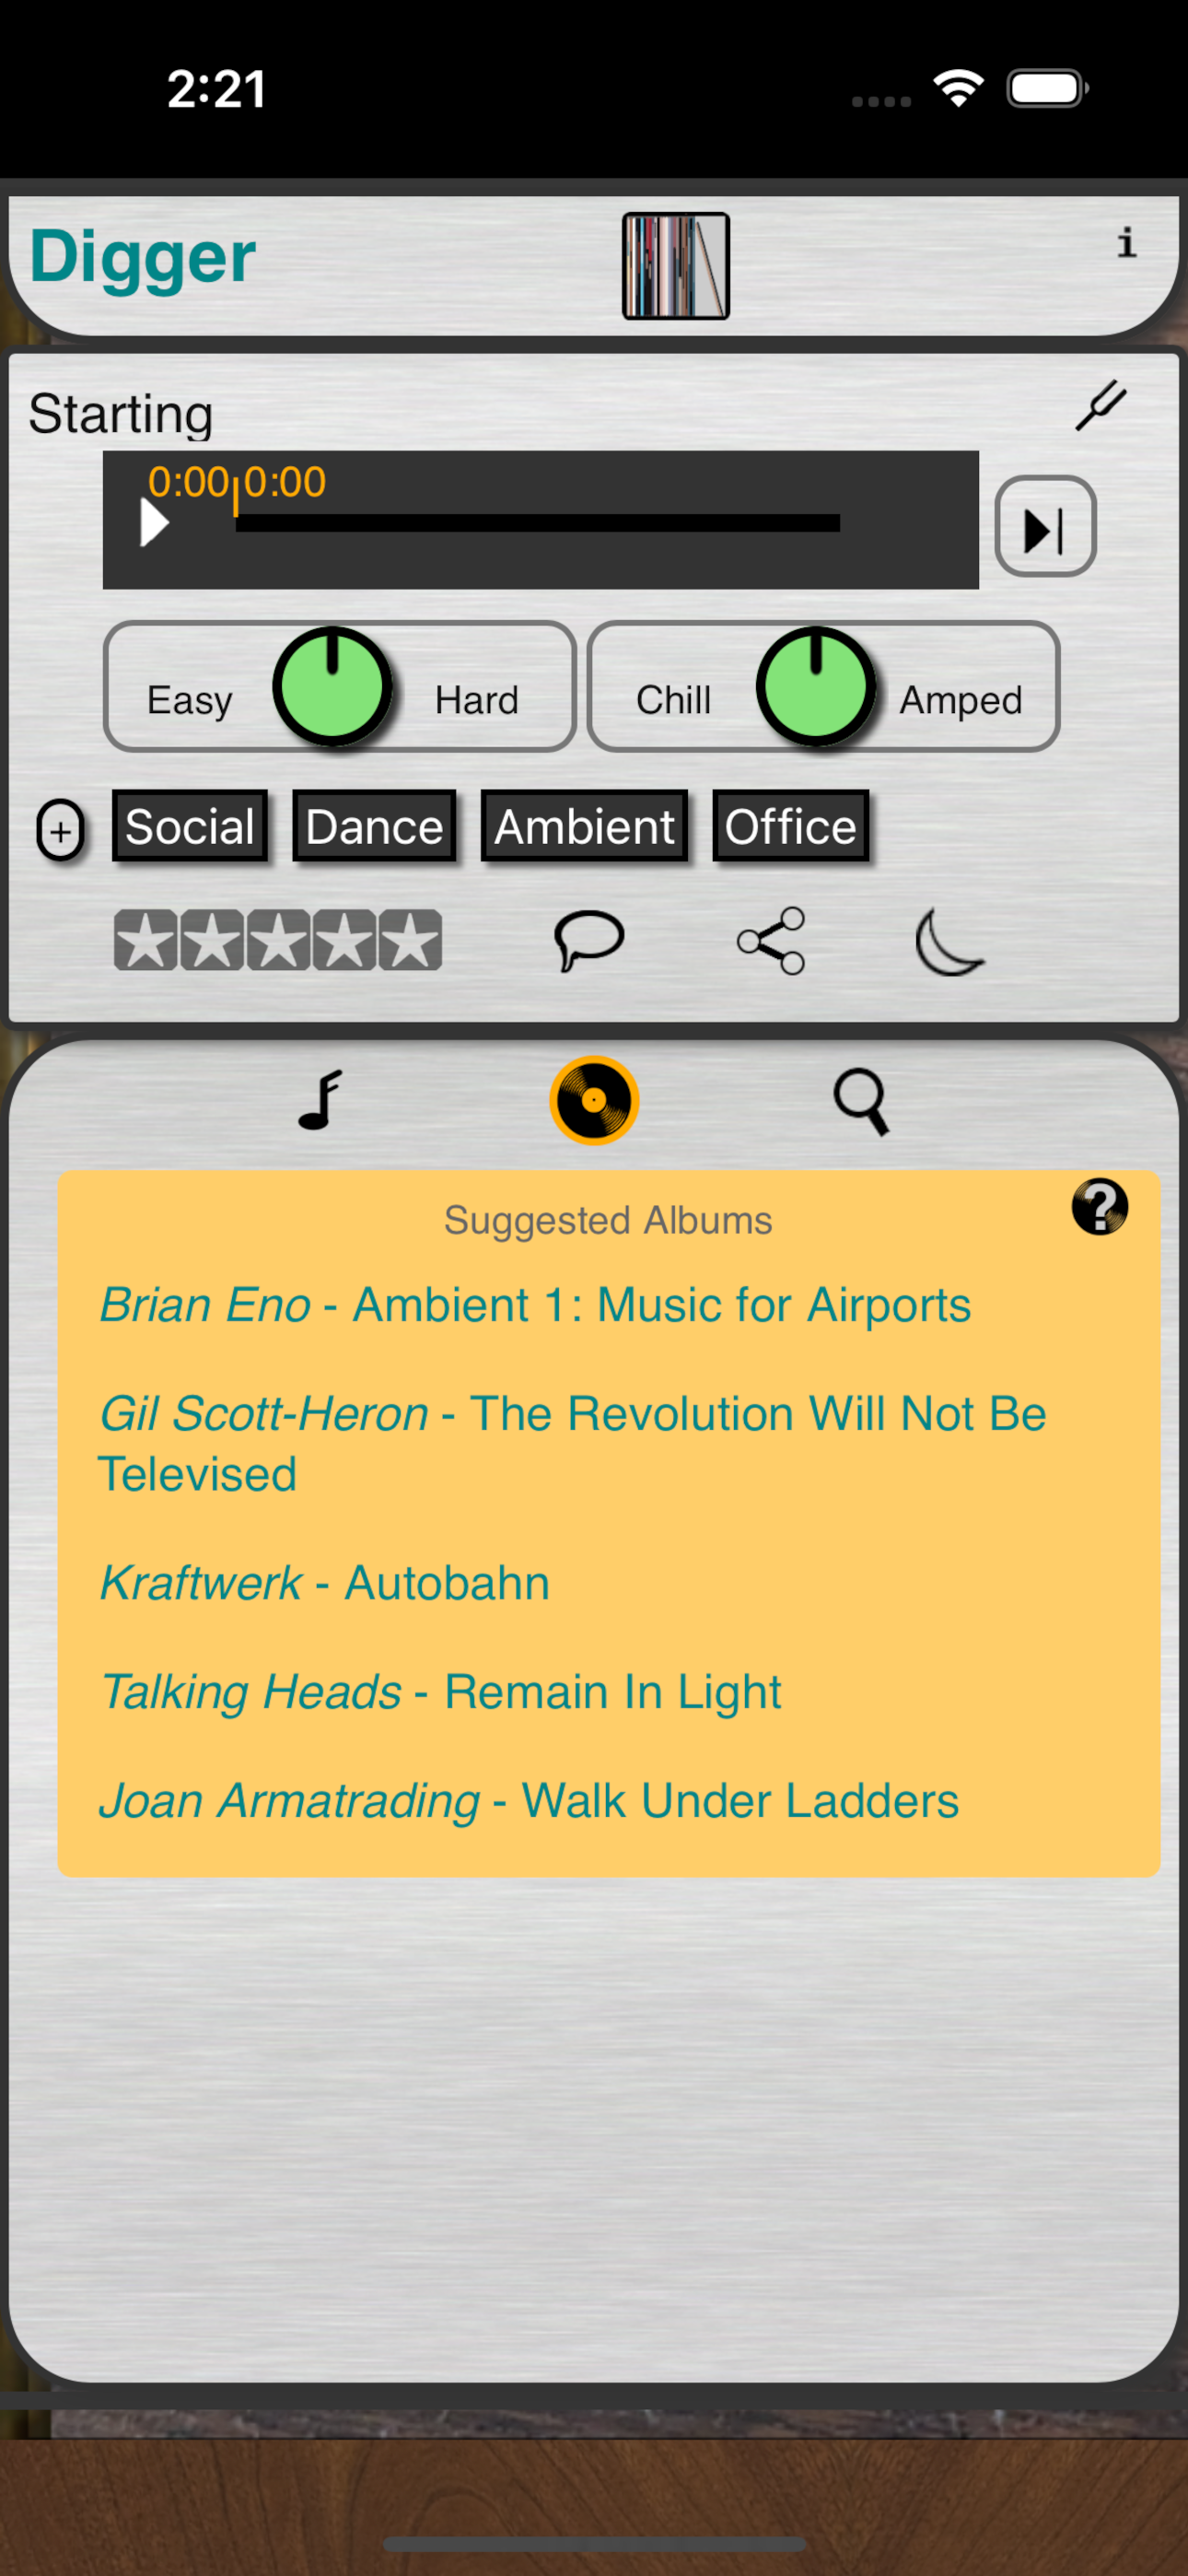 2:21
Digger
i
Starting
0:00 0:00
Easy Hard Chill Amped
+ Social Dance Ambient Office
Suggested Albums ?
Brian Eno - Ambient 1: Music for Airports
Gil Scott-Heron - The Revolution Will Not Be
Televised
Kraftwerk - Autobahn
Talking Heads - Remain In Light
Joan Armatrading - Walk Under Ladders